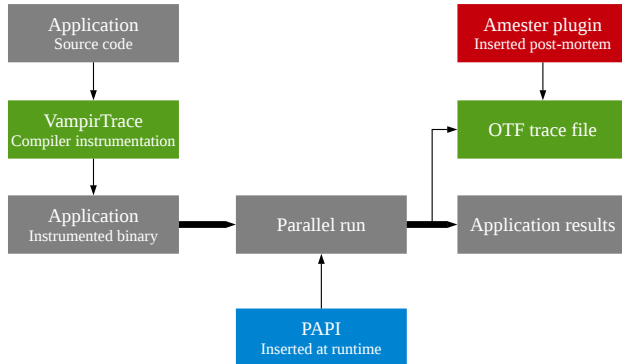 Application
Source code
Amester plugin
Inserted post-mortem
VampirTrace
Compiler instrumentation
OTF trace file
Application
Instrumented binary
Parallel run
Application results
PAPI
Inserted at runtime